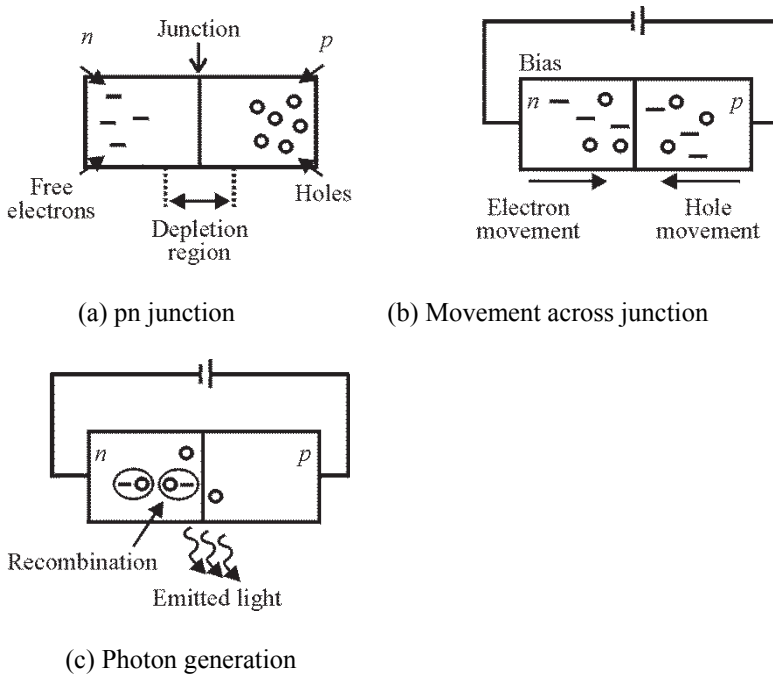 n
Junction
p
Free
electrons
Depletion
region
Holes
(a) pn junction
Bias
n
p
Electron
movement
Hole
movement
(b) Movement across junction
n
p
Recombination
Emitted light
(c) Photon generation